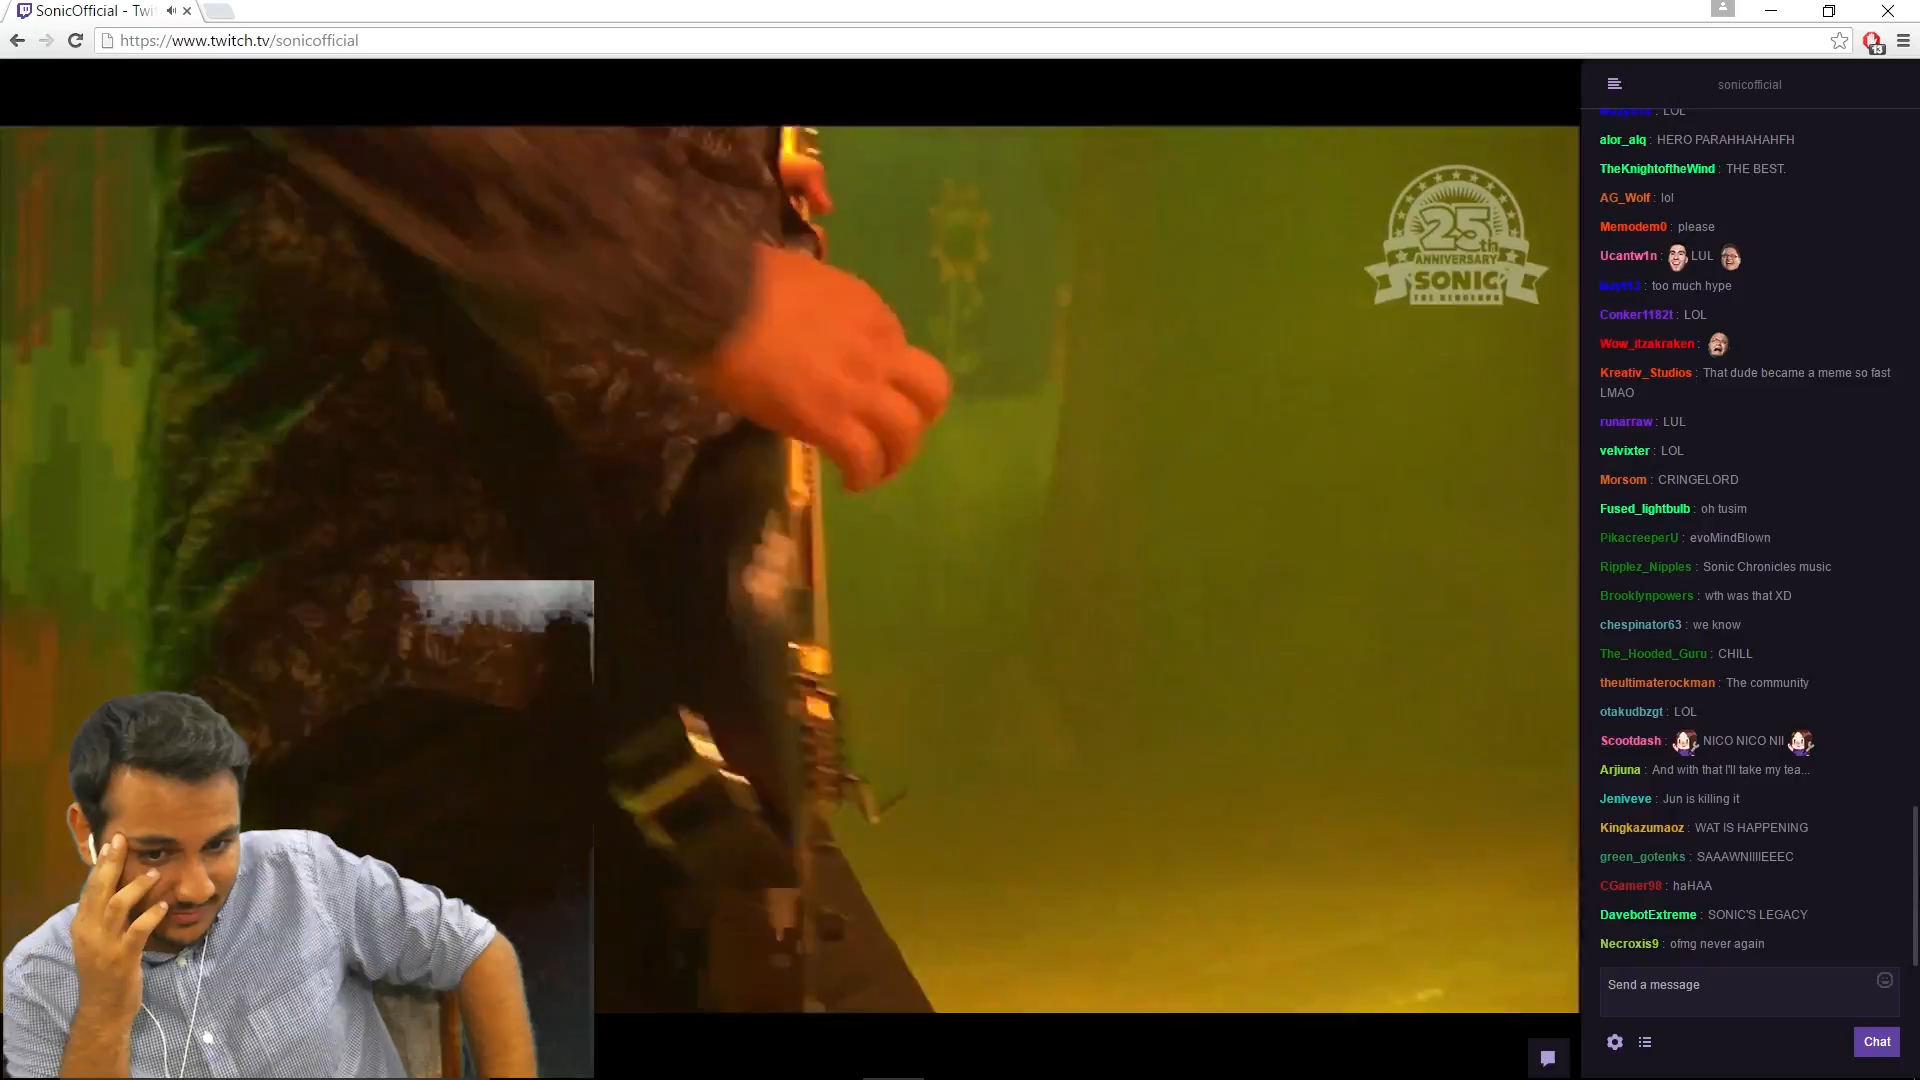 SonicOfficial - Twi
https://www.twitch.tv/sonicofficial
13
25th
ANNIVERSARY
SONIC
THE HEDGEHOG
sonicofficial
: LOL
alor_alq : HERO PARAHHAHAHFH
TheKnightoftheWind : THE BEST.
AG_Wolf : lol
Memodem0 : please
Ucantw1n : LUL
: too much hype
Conker1182t : LOL
Wow_itzakraken :
Kreativ_Studios : That dude became a meme so fast
LMAO
runarraw : LUL
velvixter : LOL
Morsom : CRINGELORD
Fused_lightbulb : oh tusim
PikacreeperU : evoMindBlown
Ripplez_Nipples : Sonic Chronicles music
Brooklynpowers : wth was that XD
chespinator63 : we know
The_Hooded_Guru : CHILL
theultimaterockman : The community
otakudbzgt : LOL
Scootdash : NICO NICO NII
Arjiuna : And with that I'll take my tea...
Jeniveve : Jun is killing it
Kingkazumaoz : WAT IS HAPPENING
green_gotenks : SAAAWNIIIIEEEC
CGamer98 : haHAA
DavebotExtreme : SONIC'S LEGACY
Necroxis9 : ofmg never again
Send a message
Chat